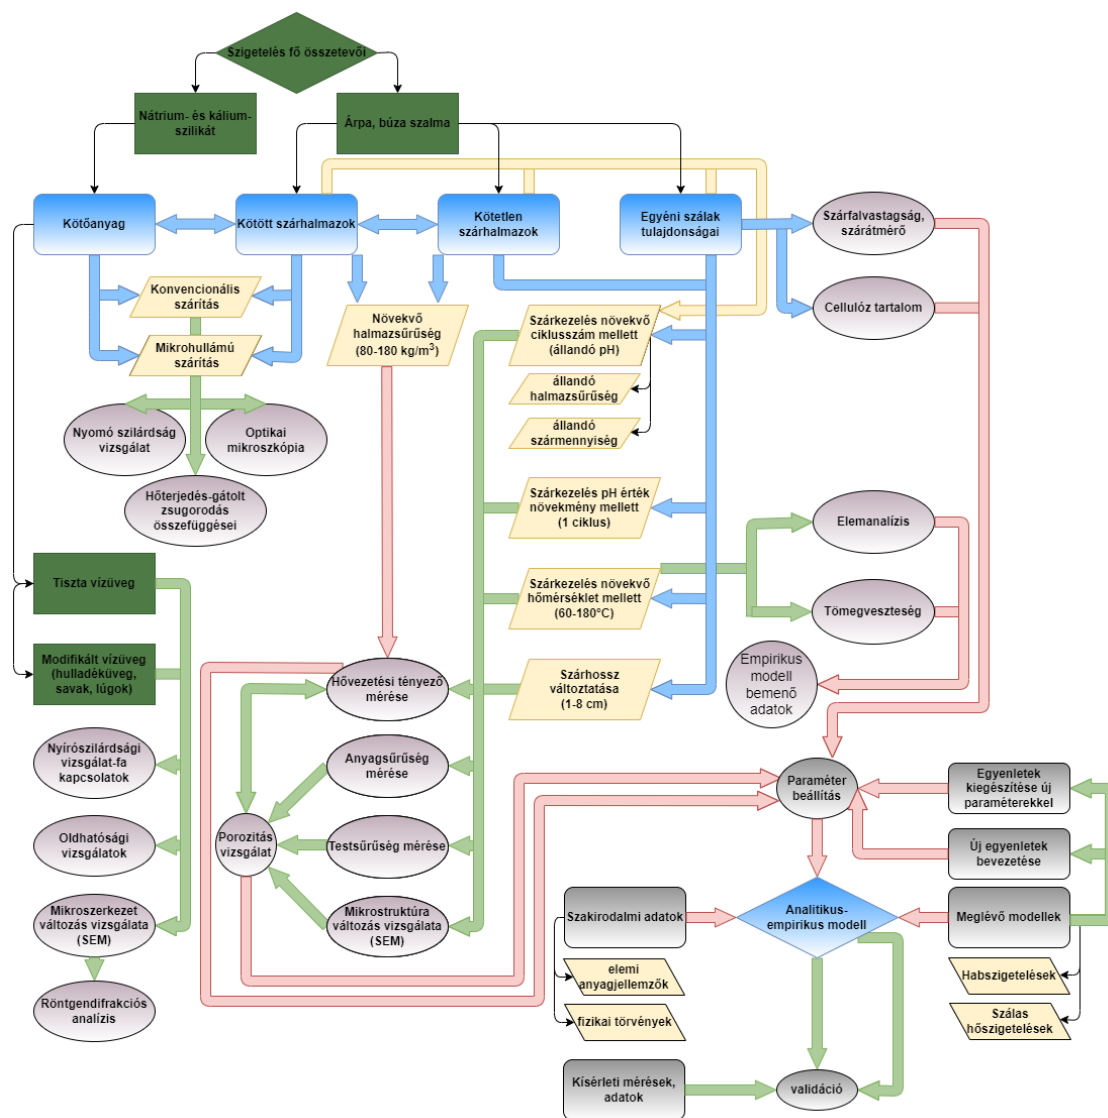 Szigetelés fő összetevői
Nátrium- és kálium-
szilikát
Árpa, búza szalma
Kötőanyag
Kötött szárhalmazok
Kötetlen
szárhalmazok
Egyéni szálak
tulajdonságai
Szárfalvastagság,
szárátmérő
Konvencionális
szárítás
Mikrohullámú
szárítás
Növekvő
halmazsűrűség
(80-180 kg/m³)
Szárkezelés növekvő
ciklusszám mellett
(állandó pH)
Cellulóz tartalom
állandó
halmazsűrűség
állandó
szármennyiség
Nyomó szilárdság
vizsgálat
Optikai
mikroszkópia
Hőterjedés-gátolt
zsugorodás
összefüggései
Szárkezelés pH érték
növekmény mellett
(1 ciklus)
Elemanalízis
Tiszta vízüveg
Szárkezelés növekvő
hőmérséklet mellett
(60-180°C)
Tömegveszteség
Modifikált vízüveg
(hulladéküveg,
savak, lúgok)
Hővezetési tényező
mérése
Szárhossz
változtatása
(1-8 cm)
Empirikus
modell
bemenő
adatok
Nyírószilárdsági
vizsgálat-fa
kapcsolatok
Anyagsűrűség
mérése
Paraméter
beállítás
Egyenletek
kiegészítése új
paraméterekkel
Oldhatósági
vizsgálatok
Porozitás
vizsgálat
Testsűrűség mérése
Új egyenletek
bevezetése
Mikroszerkezet
változás vizsgálata
(SEM)
Mikrostruktúra
változás vizsgálata
(SEM)
Szakirodalmi adatok
Analitikus-
empirikus modell
Meglévő modellek
elemi
anyagjellemzők
Habszigetelések
Röntgendifrakciós
analízis
fizikai törvények
Szálas
hőszigetelések
Kísérleti mérések,
adatok
validáció